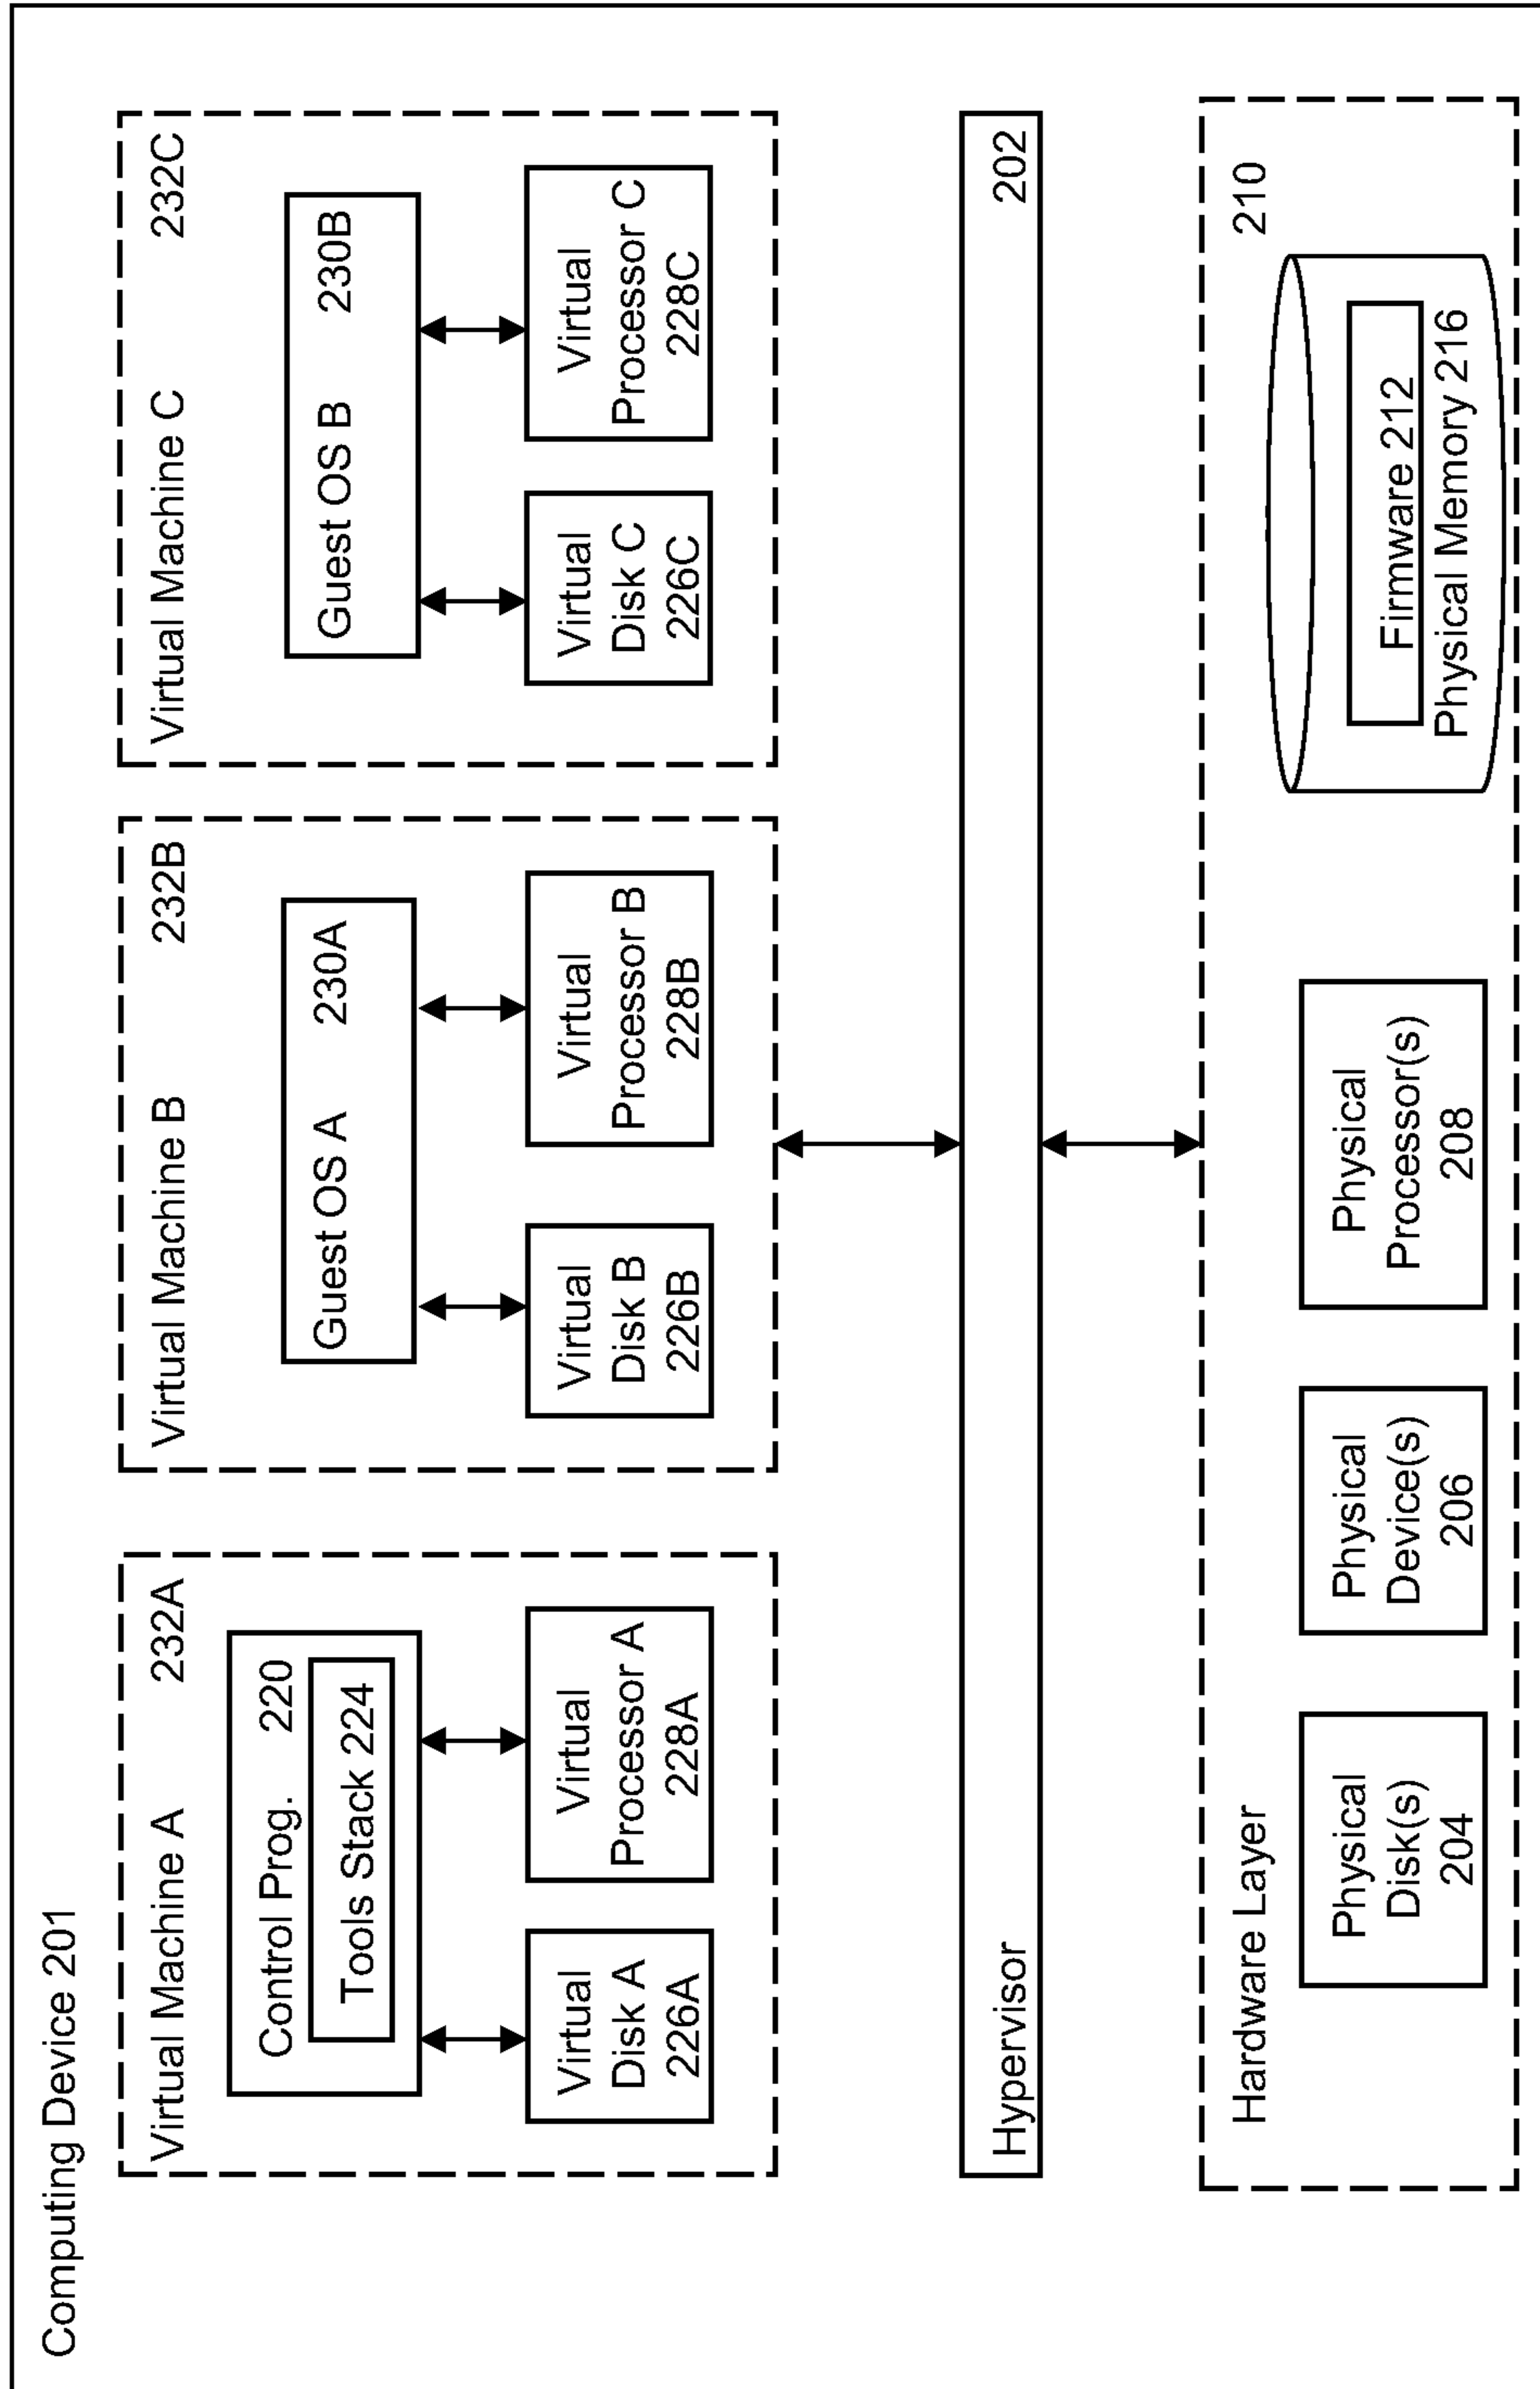 Computing Device 201
Virtual Machine A 232A
Control Prog. 220
Tools Stack 224
Virtual
Disk A
226A
Virtual
Processor A
228A
Virtual Machine B 232B
Guest OS A 230A
Virtual
Disk B
226B
Virtual
Processor B
228B
Virtual Machine C 232C
Guest OS B 230B
Virtual
Disk C
226C
Virtual
Processor C
228C
Hypervisor 202
Hardware Layer 210
Physical
Disk(s)
204
Physical
Device(s)
206
Physical
Processor(s)
208
Firmware 212
Physical Memory 216